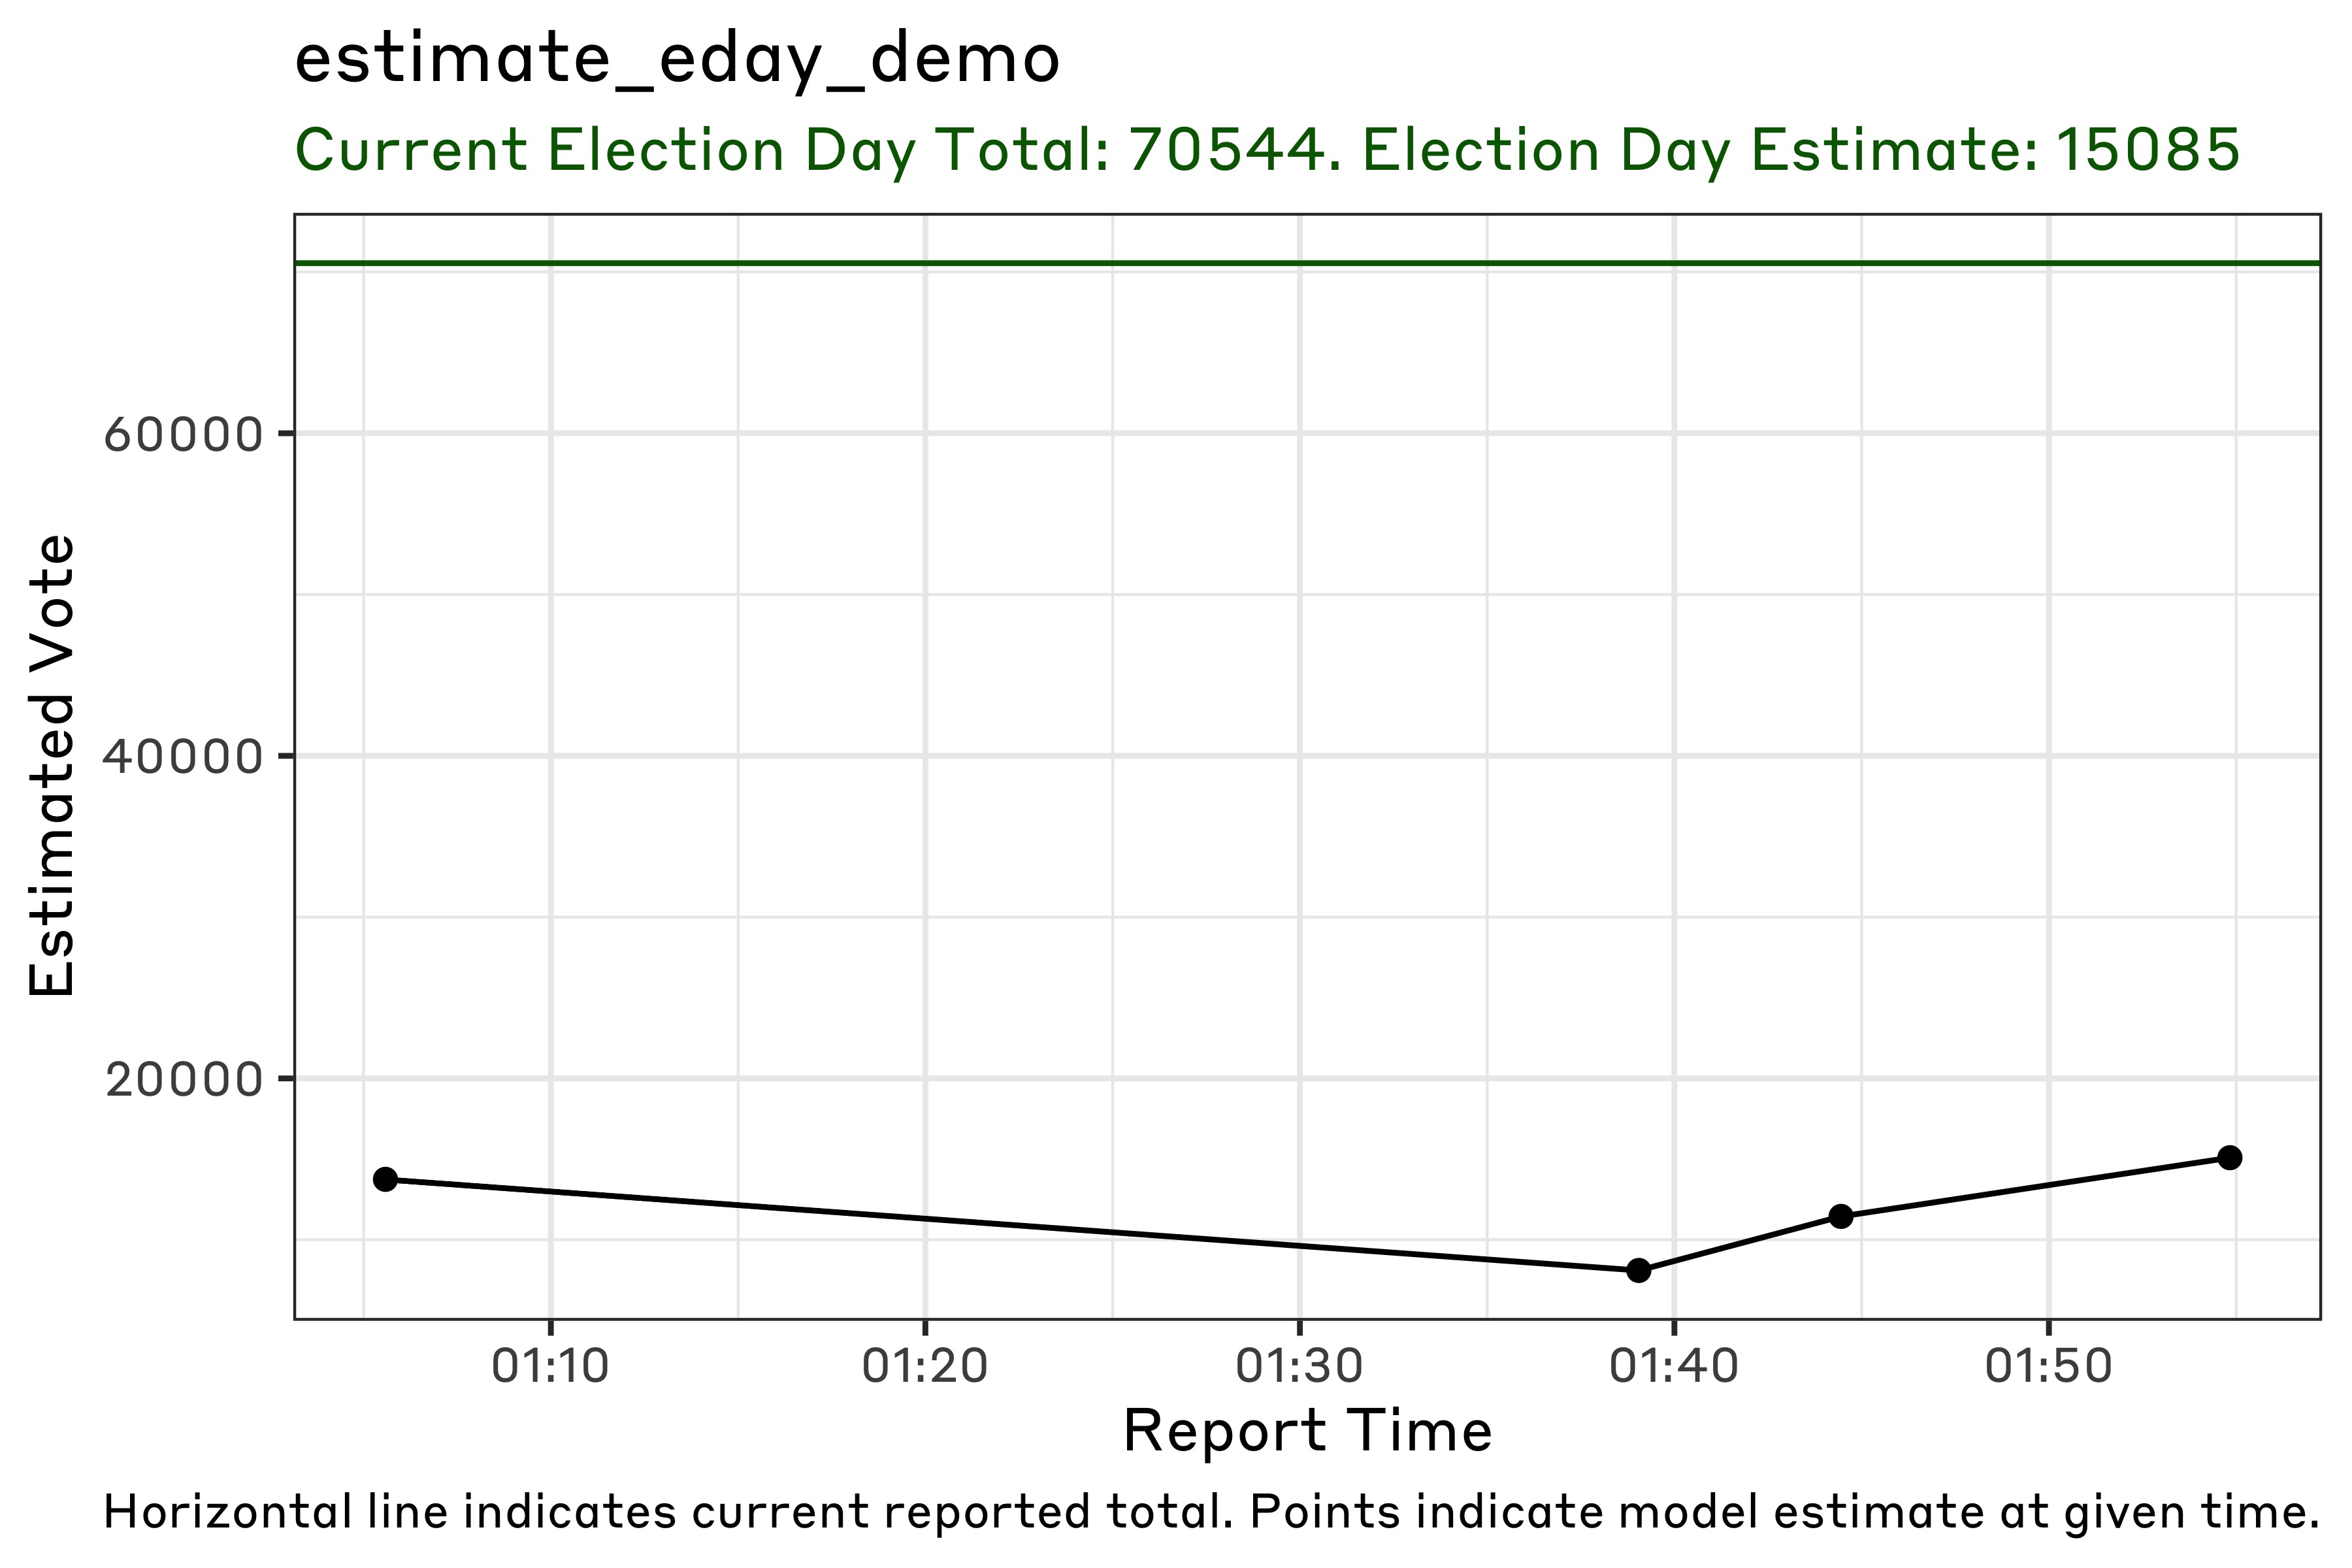 estimate_eday_demo
Current Election Day Total: 70544. Election Day Estimate: 15085
Estimated Vote
60000
40000
20000
01:10 01:20 01:30 01:40 01:50
Report Time
Horizontal line indicates current reported total. Points indicate model estimate at given time.